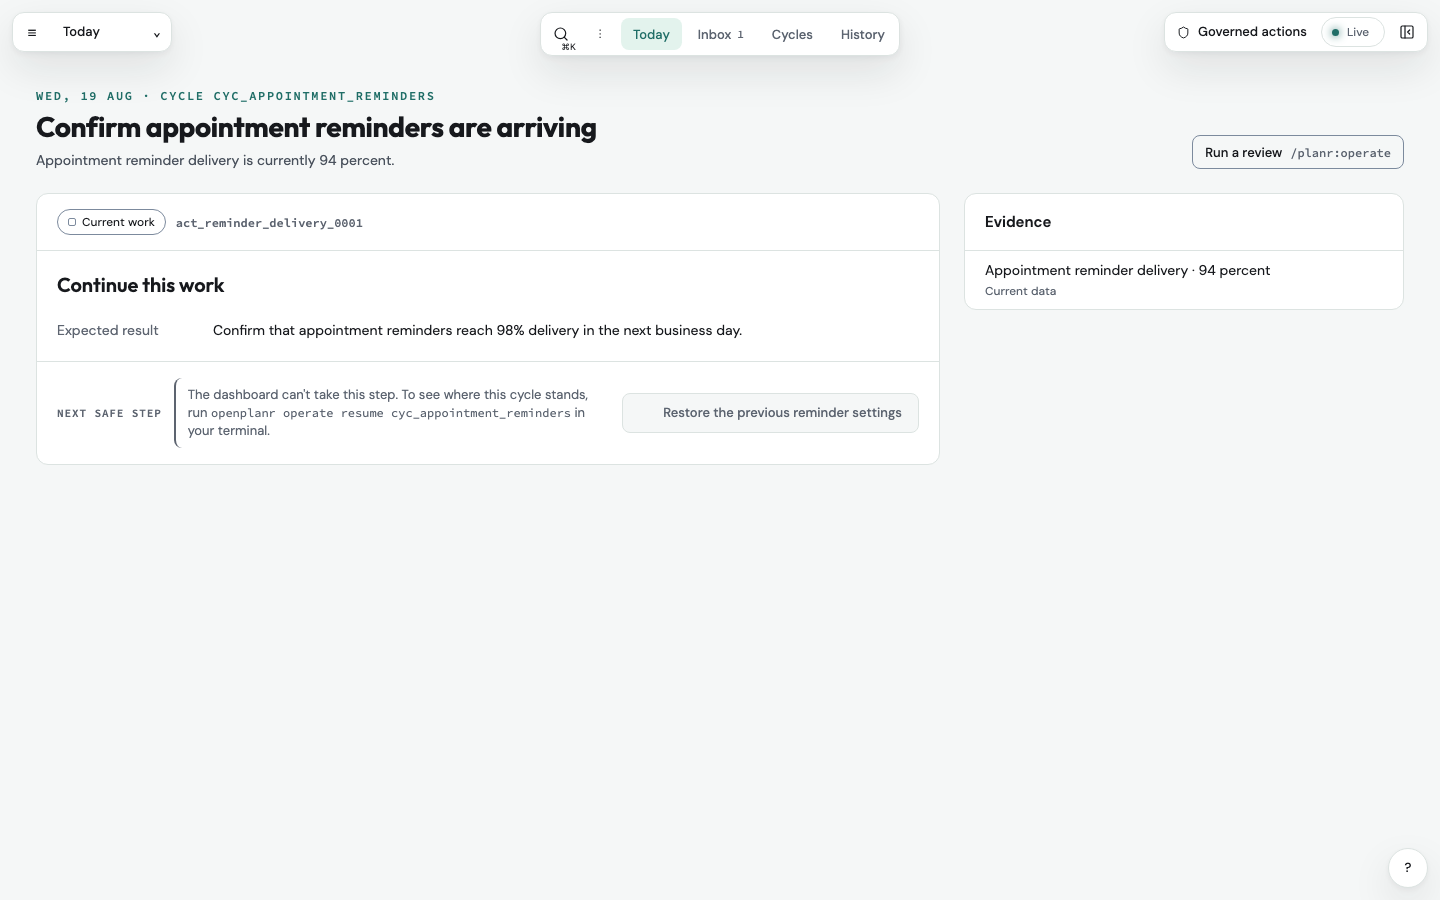 ≡ Today
⌘K
Today Inbox 1 Cycles History
Governed actions Live
WED, 19 AUG · CYCLE CYC_APPOINTMENT_REMINDERS
Confirm appointment reminders are arriving
Appointment reminder delivery is currently 94 percent.
Run a review /planr:operate
Current work act_reminder_delivery_0001
Continue this work
Expected result Confirm that appointment reminders reach 98% delivery in the next business day.
NEXT SAFE STEP
The dashboard can't take this step. To see where this cycle stands,
run openplanr operate resume cyc_appointment_reminders in
your terminal.
Restore the previous reminder settings
Evidence
Appointment reminder delivery · 94 percent
Current data
?